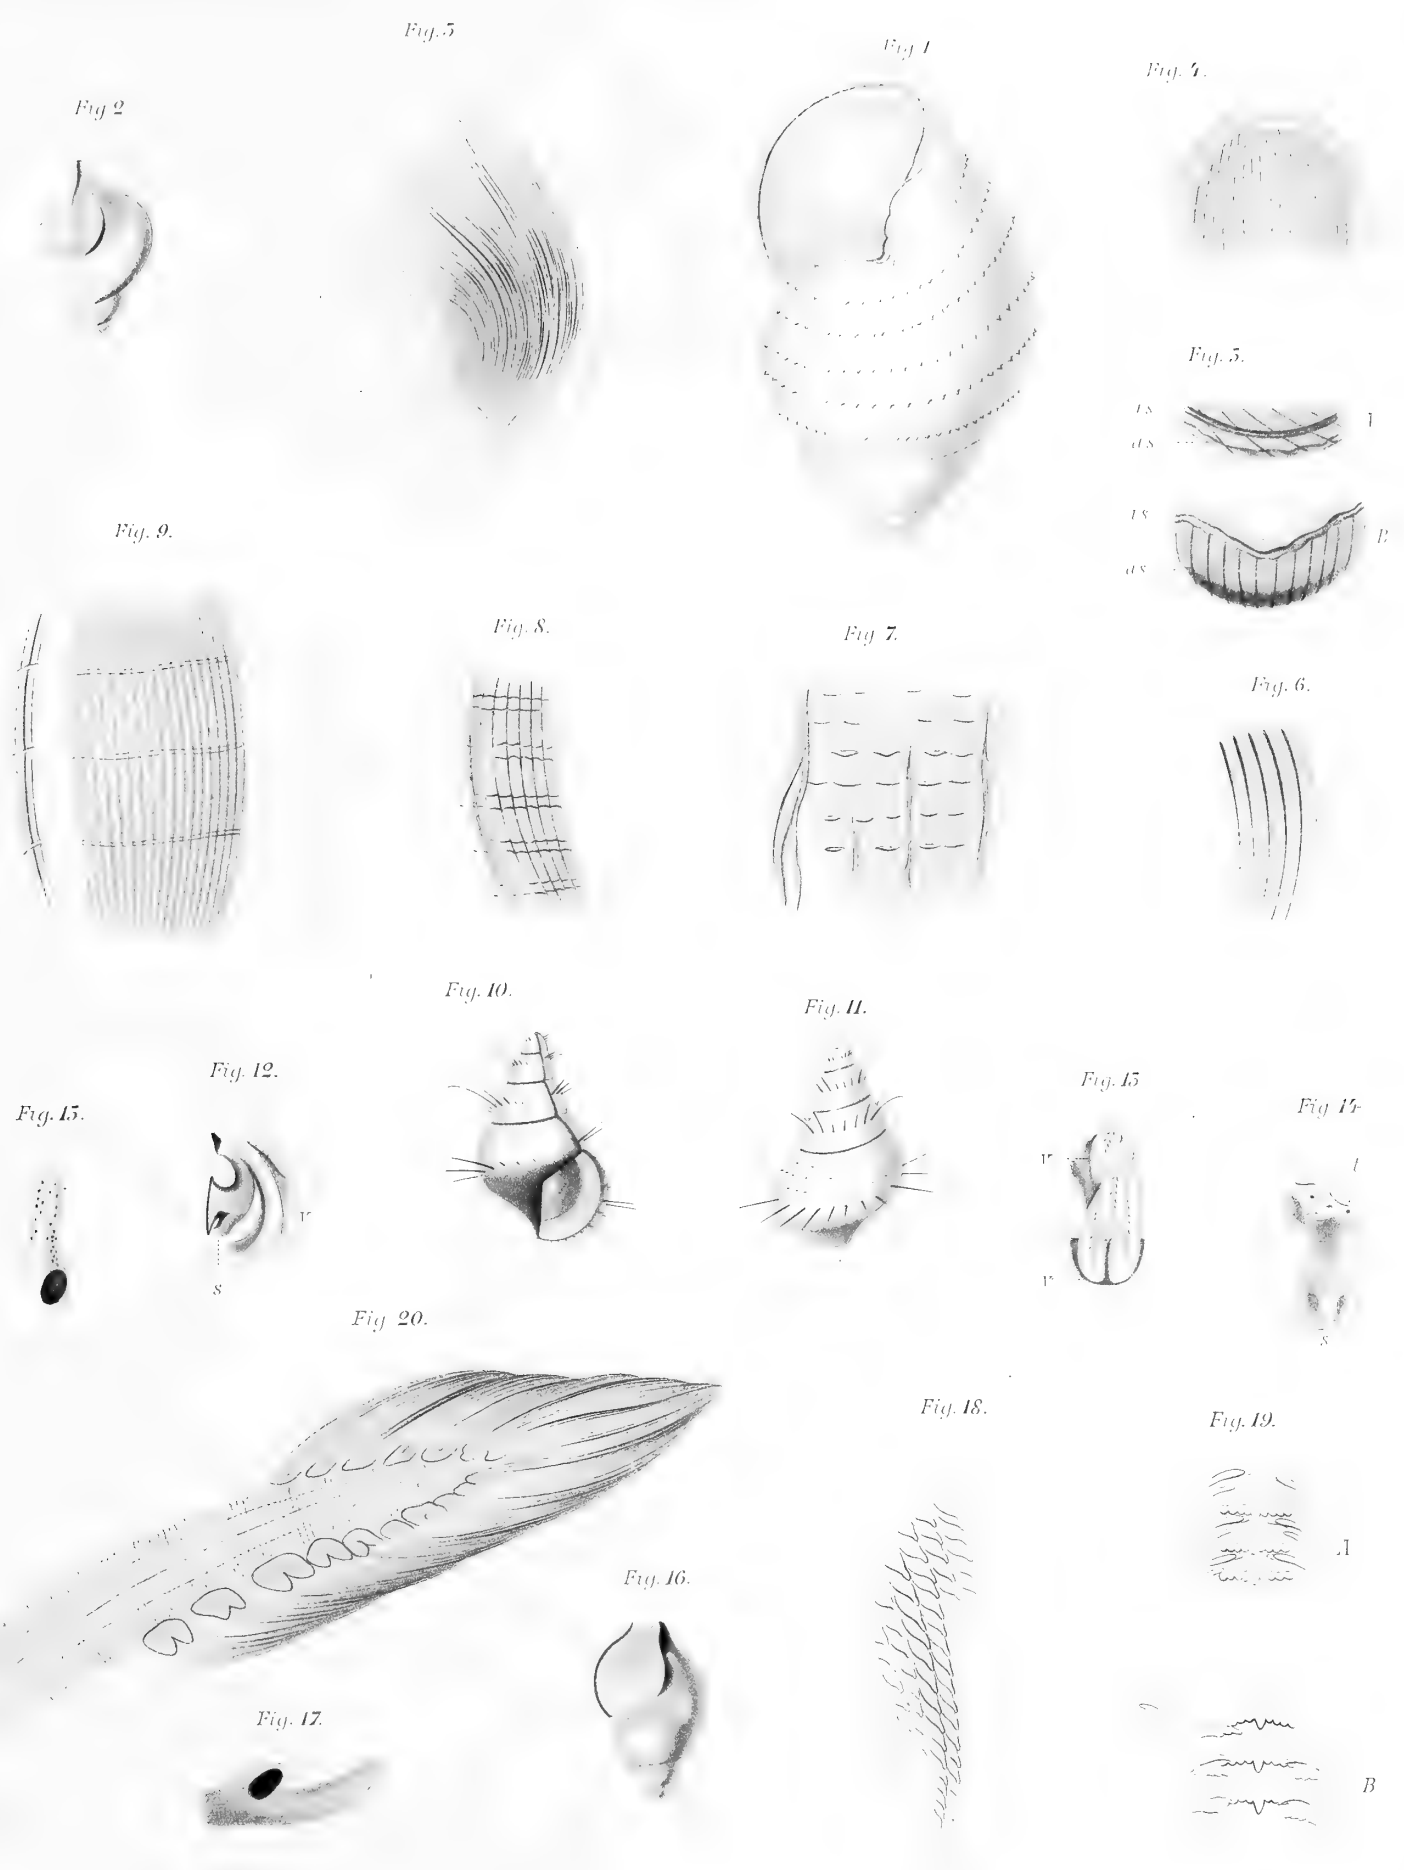 Fig. 3
Fig. 1
Fig. 4.
Fig 2
Fig. 5.
A
B
Fig. 9.
Fig. 8.
Fig 7.
Fig. 6.
Fig. 10.
Fig. 11.
Fig. 12.
Fig. 13
Fig. 15.
Fig 14
r
r
r
s
s
t
Fig 20.
Fig. 18.
Fig. 19.
A
Fig. 16.
Fig. 17.
B